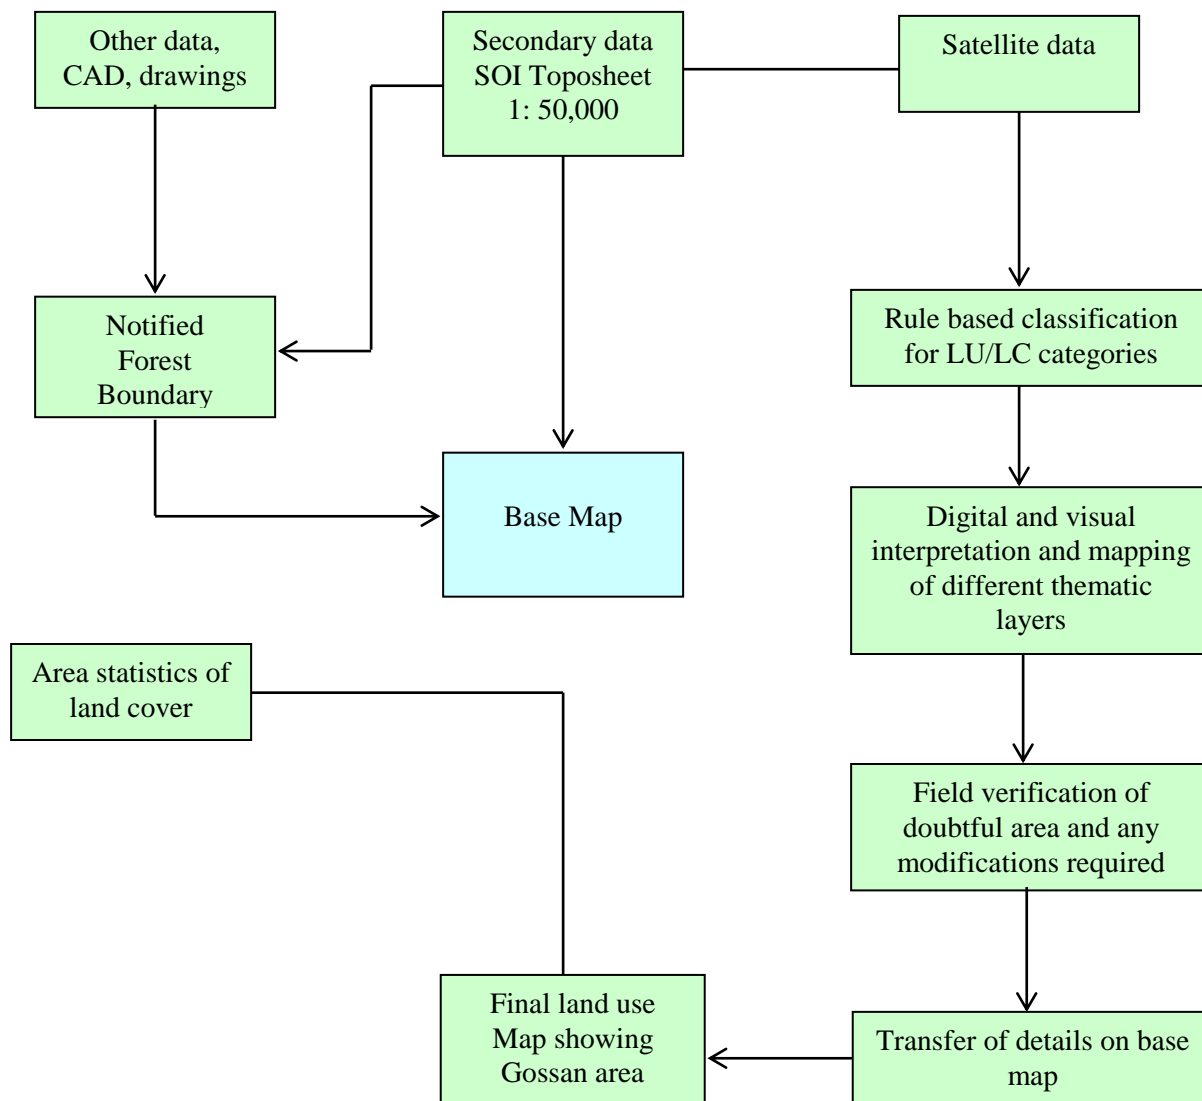 Other data,
CAD, drawings
Secondary data
SOI Toposheet
1: 50,000
Satellite data
Notified
Forest
Boundary
Rule based classification
for LU/LC categories
Base Map
Digital and visual
interpretation and mapping
of different thematic
layers
Area statistics of
land cover
Field verification of
doubtful area and any
modifications required
Final land use
Map showing
Gossan area
Transfer of details on base
map